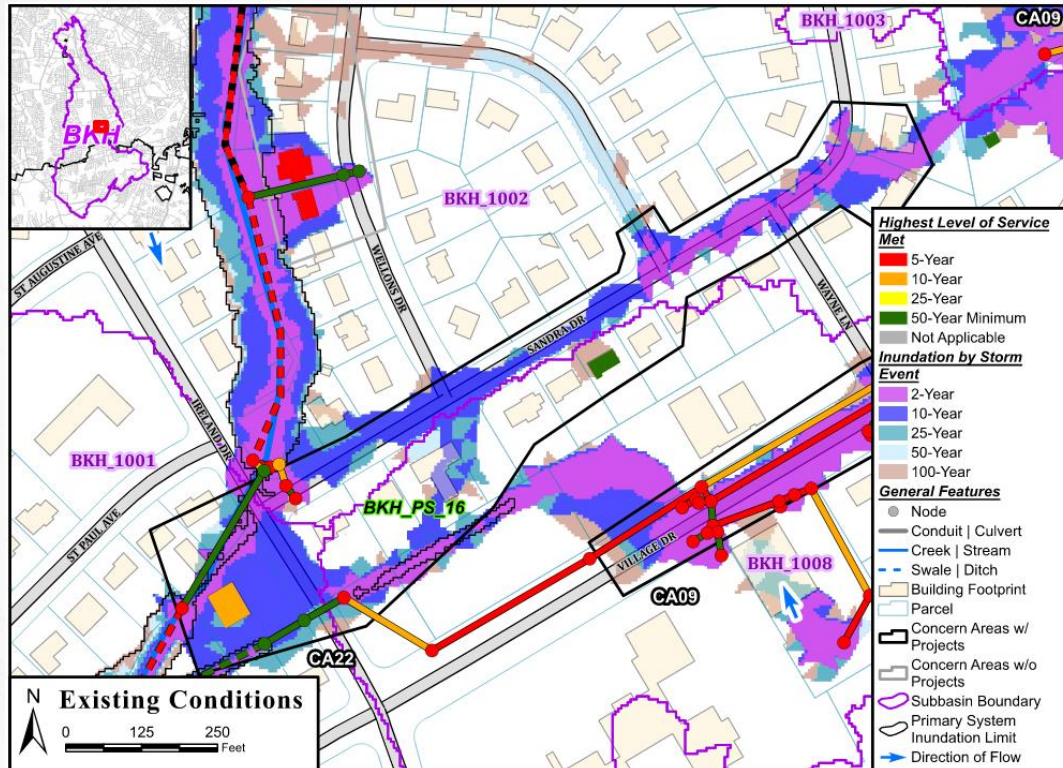 BKH
BKH_1003
CA09
BKH_1002
ST AUGUSTINE AVE
WELLONS DR
SANDRA DR
WAYNE LN
IRELAND DR
BKH_1001
ST PAUL AVE
BKH_PS_16
VILLAGE DR
BKH_1008
CA09
CA22
Highest Level of Service
Met
5-Year
10-Year
25-Year
50-Year Minimum
Not Applicable
Inundation by Storm
Event
2-Year
10-Year
25-Year
50-Year
100-Year
General Features
Node
Conduit | Culvert
Creek | Stream
Swale | Ditch
Building Footprint
Parcel
Concern Areas w/
Projects
Concern Areas w/o
Projects
Subbasin Boundary
Primary System
Inundation Limit
Direction of Flow
N
Existing Conditions
0 125 250
Feet